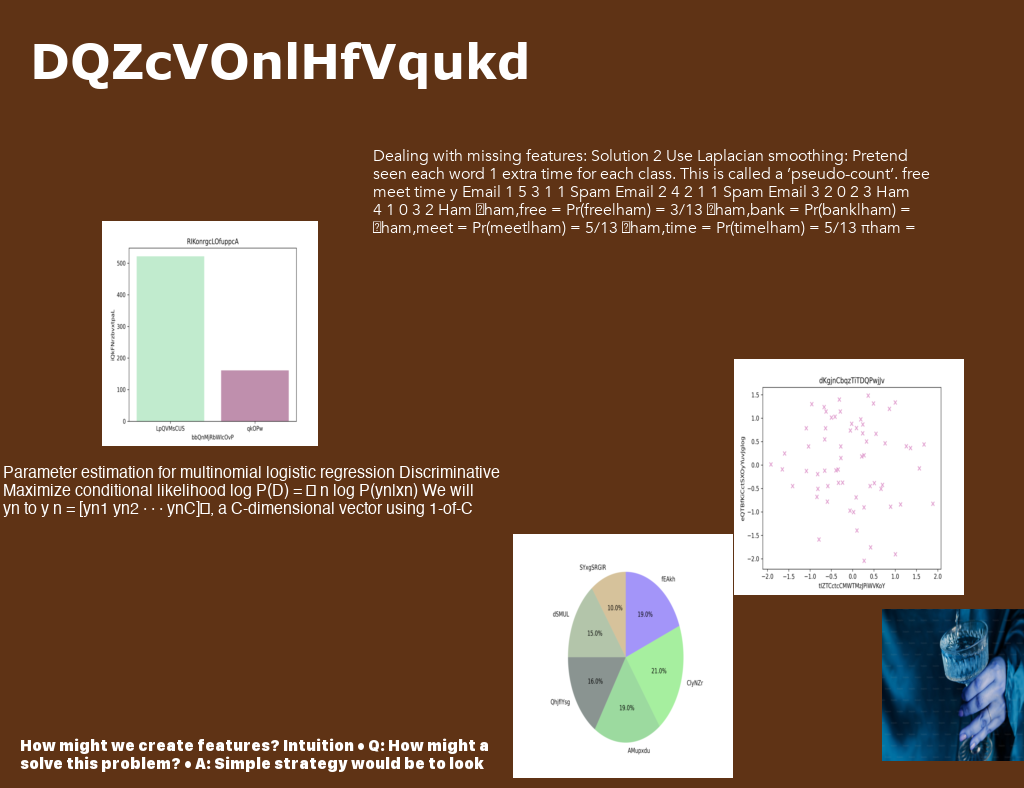 DQZcVOnlHfVqukd
Dealing with missing features: Solution 2 Use Laplacian smoothing: Pretend
seen each word 1 extra time for each class. This is called a ‘pseudo-count’. free
meet time y Email 1 5 3 1 1 Spam Email 2 4 2 1 1 Spam Email 3 2 0 2 3 Ham
4 1 0 3 2 Ham ham,free = Pr(free|ham) = 3/13 ham,bank = Pr(bank|ham) =
ham,meet = Pr(meet|ham) = 5/13 ham,time = Pr(time|ham) = 5/13 πham =
RIKonrgcLOfuppcA
500
400
300
200
100
0
LpQVMsCUS qkOPw
bbQnMjRbWIcOvP
dKgjnCbqzTiTDQPwjjv
1.5
1.0
0.5
0.0
−0.5
−1.0
−1.5
−2.0
−2.0 −1.5 −1.0 −0.5 0.0 0.5 1.0 1.5 2.0
Parameter estimation for multinomial logistic regression Discriminative
Maximize conditional likelihood log P(D) = n log P(yn|xn) We will
yn to y n = [yn1 yn2 · · · ynC], a C-dimensional vector using 1-of-C
SYxgSRGIR
fEAkh
dSMUL
10.0%
19.0%
15.0%
21.0%
16.0%
CiyNZr
19.0%
AMupxdu
How might we create features? Intuition • Q: How might a
solve this problem? • A: Simple strategy would be to look